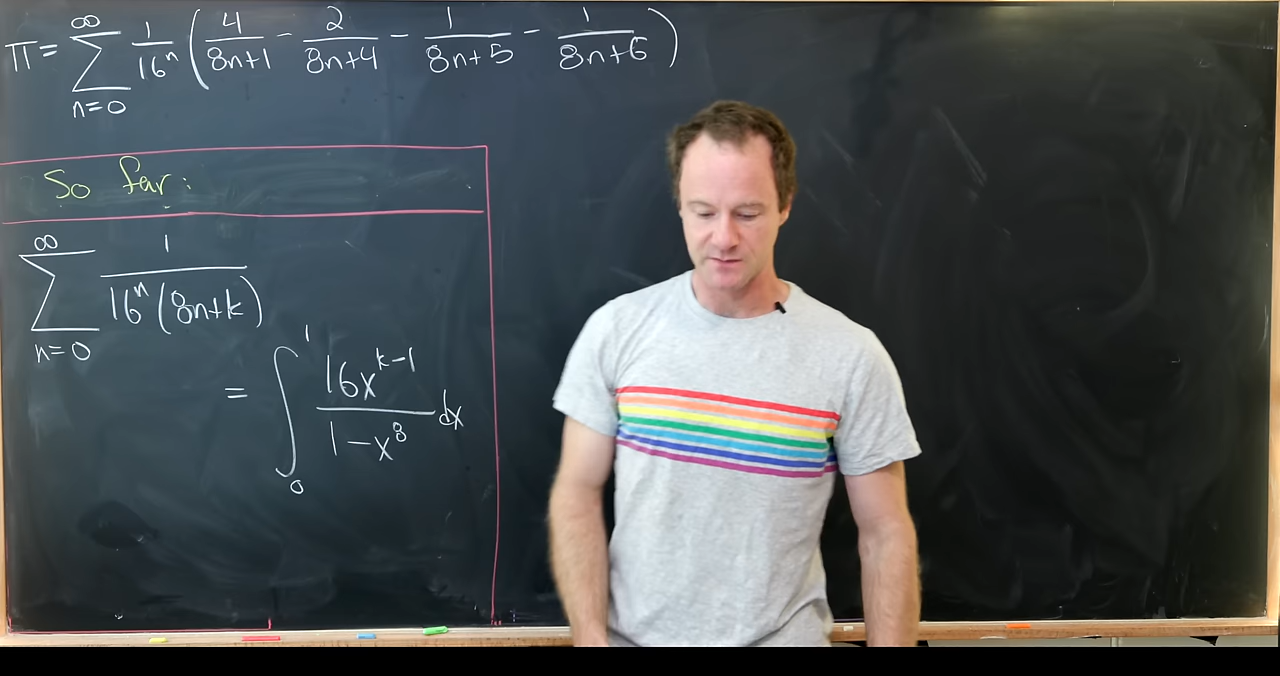 π = ∑_{n=0}^{∞} 1/16^n (4/(8n+1) - 2/(8n+4) - 1/(8n+5) - 1/(8n+6))
So far:
∑_{n=0}^{∞} 1/(16^n (8n+k))
= ∫_0^1 16x^{k-1}/(1-x^8) dx